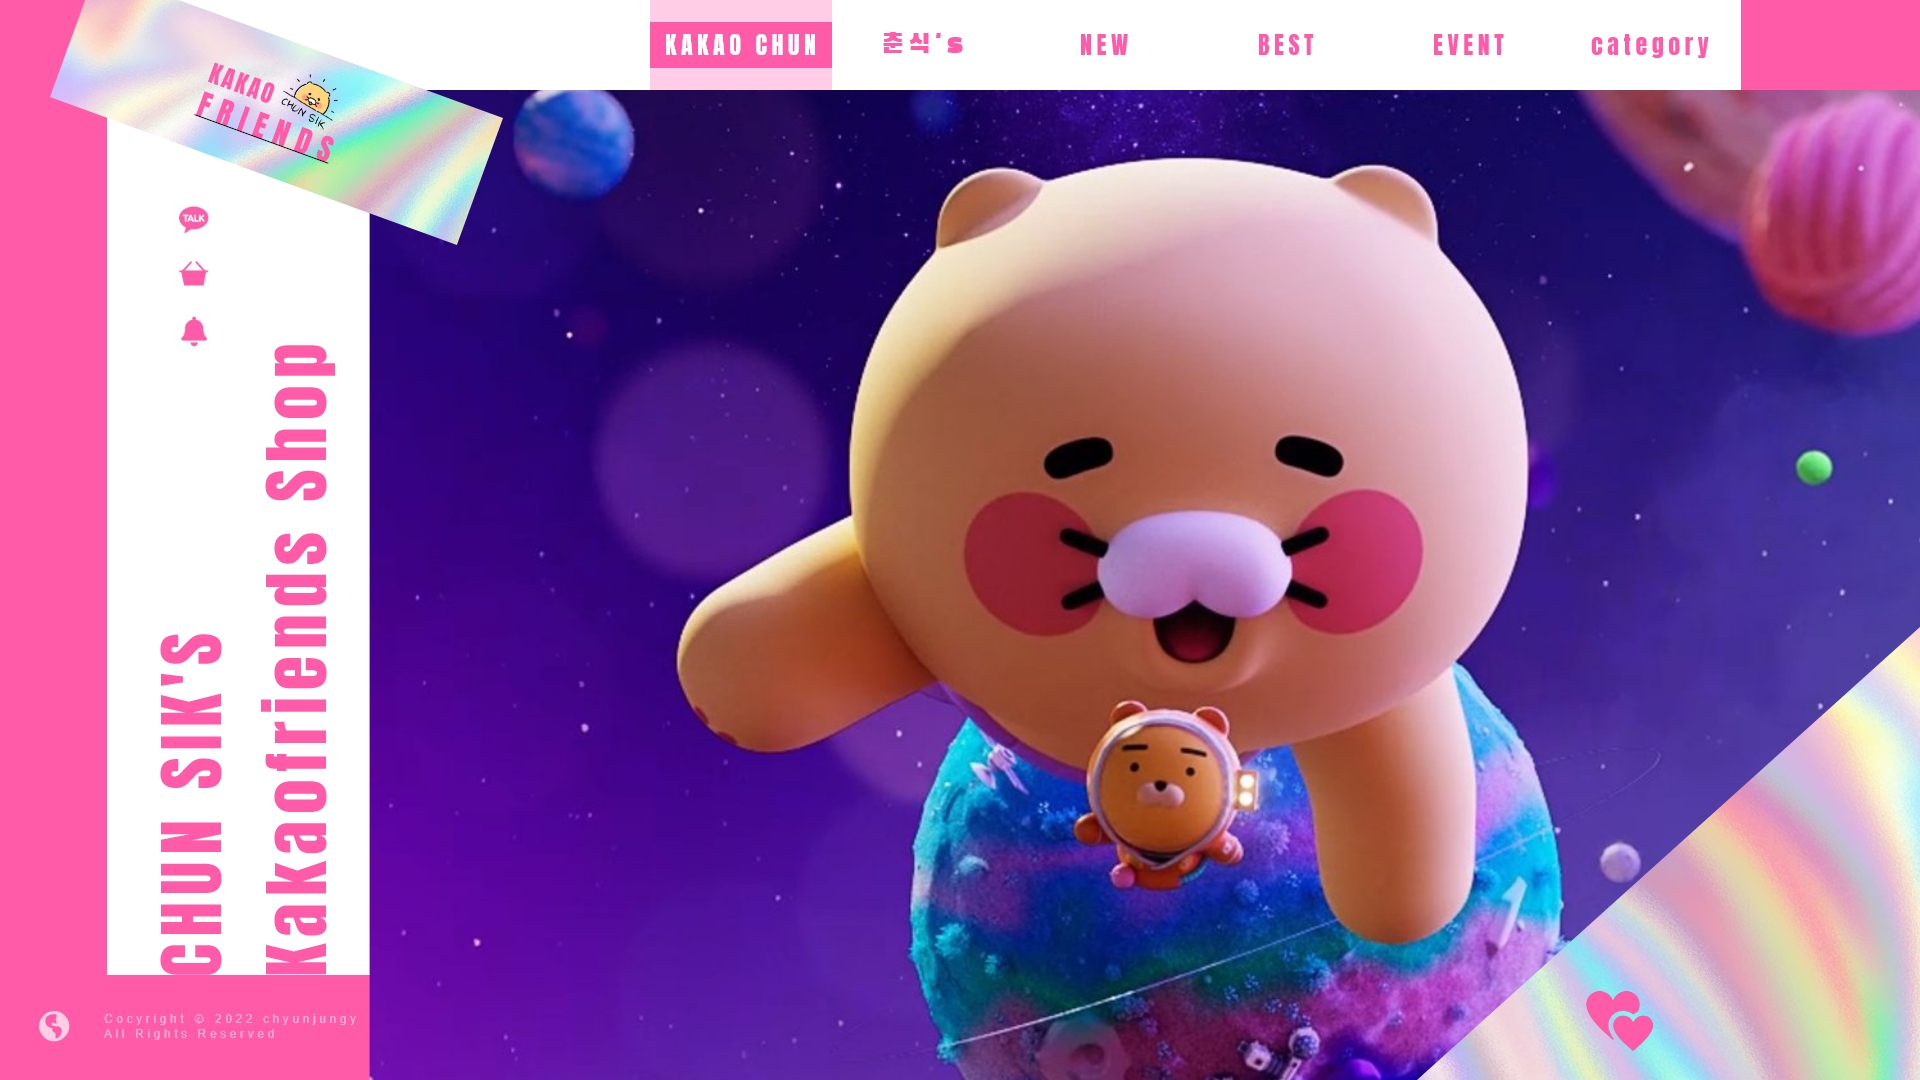 KAKAO CHUN
춘식's
NEW
BEST
EVENT
category
KAKAO
CHUN SIK
FRIENDS
TALK
CHUN SIK'S
Kakaofriends Shop
1
Cocyright © 2022 chyunjungy
All Rights Reserved